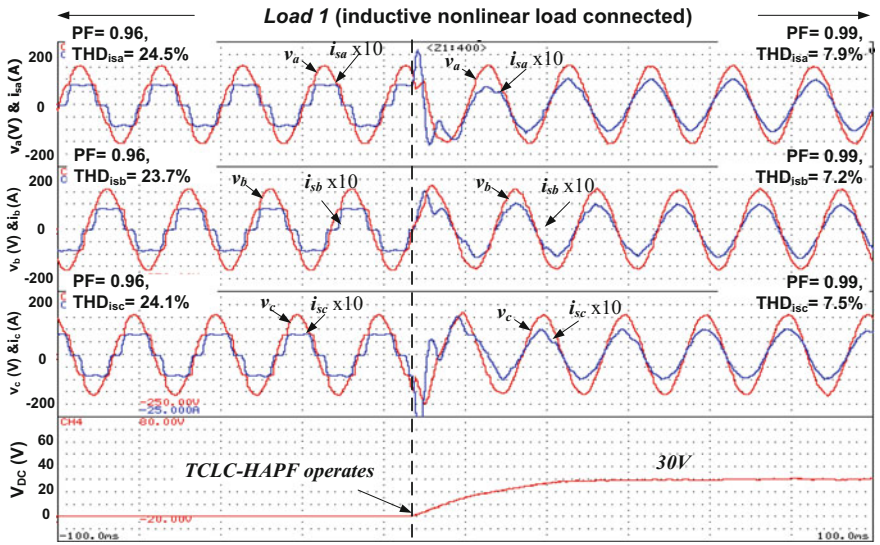 Load 1 (inductive nonlinear load connected)
PF= 0.96,
THDisa= 24.5%
va
isa x10
<Z1:400>
va
isa x10
PF= 0.99,
THDisa= 7.9%
va(V) & isa(A)
200
0
-200
PF= 0.96,
THDisb= 23.7%
vb
isb x10
vb
isb x10
PF= 0.99,
THDisb= 7.2%
vb (V) &ib (A)
200
0
-200
PF= 0.96,
THDisc= 24.1%
vc
isc x10
vc
isc x10
PF= 0.99,
THDisc= 7.5%
vc (V) &ic (A)
200
0
-200
-250.00V
-25.000A
CH4
80.00V
VDC (V)
60
40
20
0
TCLC-HAPF operates
30V
-20.00V
-100.0ms
100.0ms